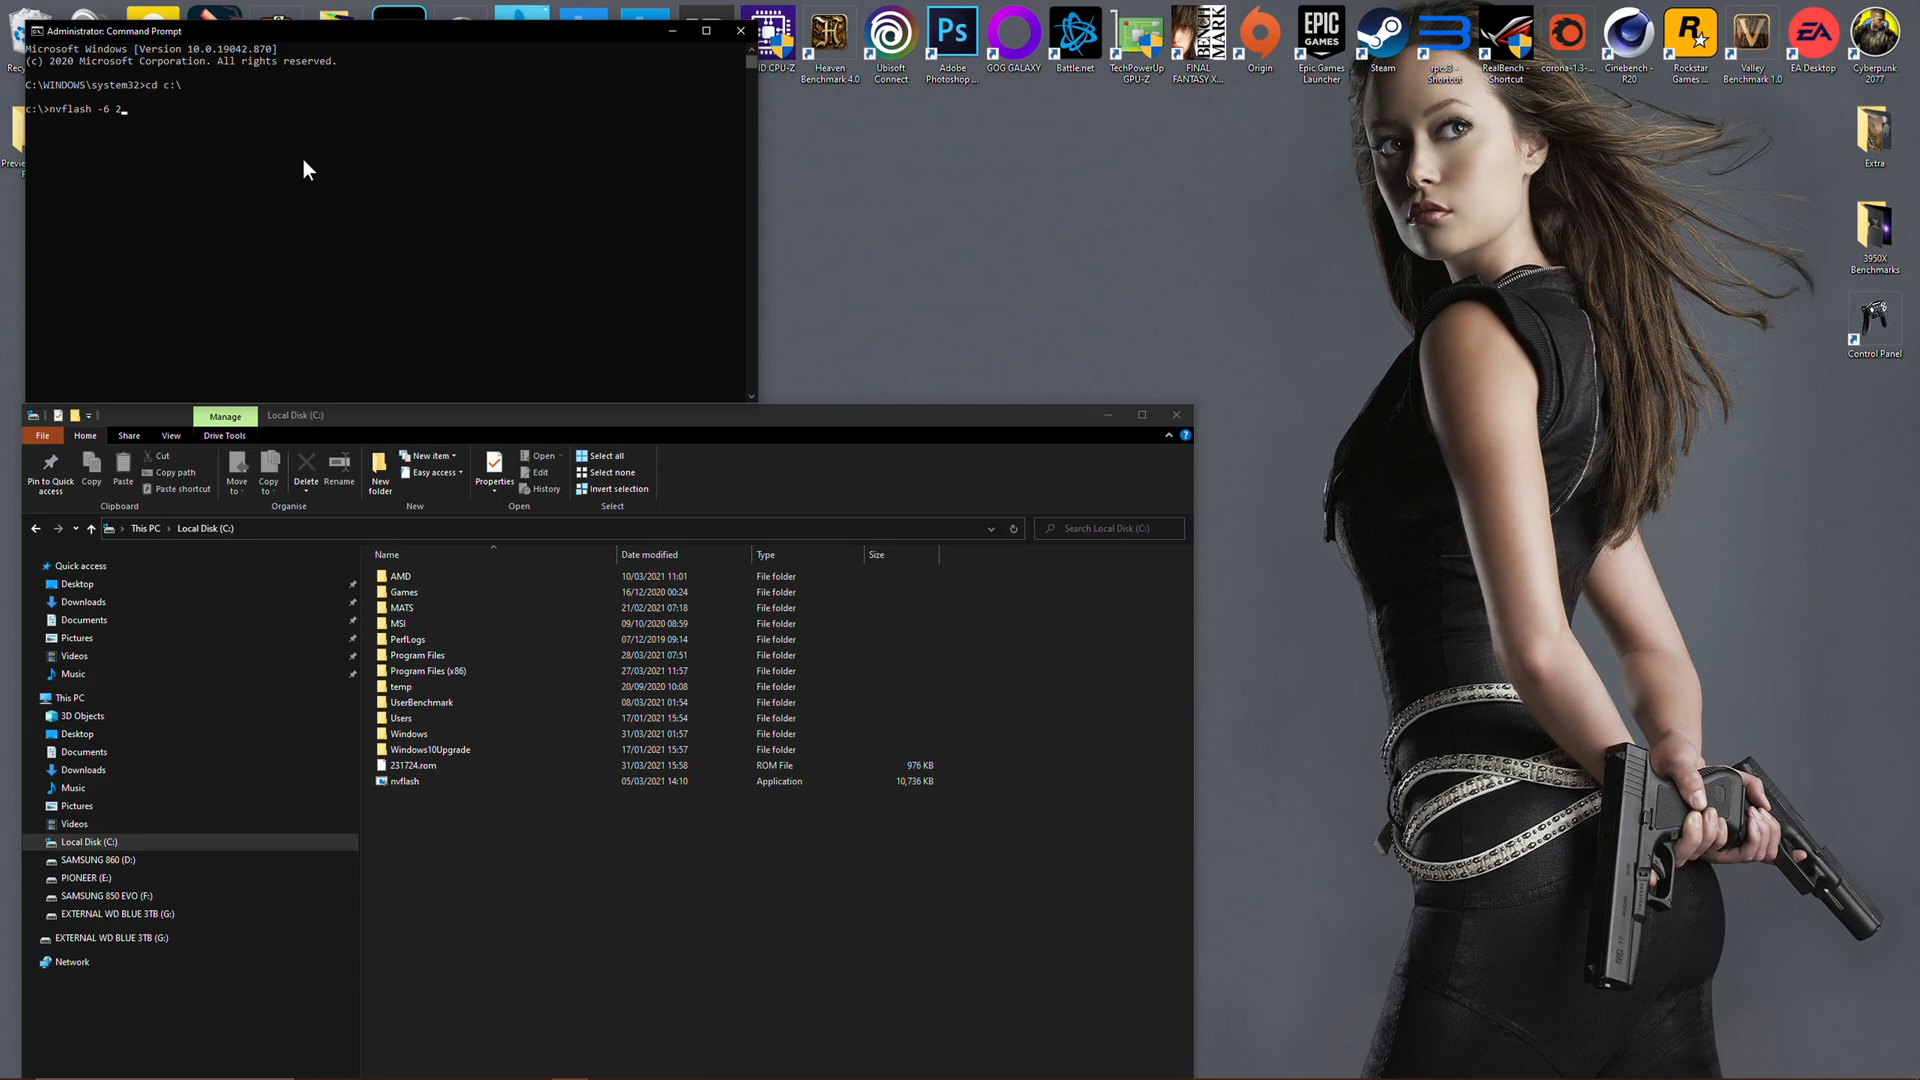 Administrator: Command Prompt
Microsoft Windows [Version 10.0.19042.870]
(c) 2020 Microsoft Corporation. All rights reserved.
C:\WINDOWS\system32>cd c:\
c:\>nvflash -6 2_
Heaven Benchmark 4.0
Ubisoft Connect
Adobe Photoshop ...
GOG GALAXY
Battle.net
TechPowerUp GPU-Z
FINAL FANTASY X...
Origin
Epic Games Launcher
Steam
rpcs3 - Shortcut
RealBench - Shortcut
corona-1.3-...
Cinebench - R20
Rockstar Games ...
Valley Benchmark 1.0
EA Desktop
Cyberpunk 2077
Extra
3950X Benchmarks
Control Panel
Manage
Local Disk (C:)
File
Home
Share
View
Drive Tools
Pin to Quick access
Copy
Paste
Cut
Copy path
Paste shortcut
Clipboard
Move to
Copy to
Delete
Rename
Organise
New folder
New item
Easy access
New
Properties
Open
Edit
History
Open
Select all
Select none
Invert selection
Select
This PC > Local Disk (C:)
Search Local Disk (C:)
Quick access
Desktop
Downloads
Documents
Pictures
Videos
Music
This PC
3D Objects
Desktop
Documents
Downloads
Music
Pictures
Videos
Local Disk (C:)
SAMSUNG 860 (D:)
PIONEER (E:)
SAMSUNG 850 EVO (F:)
EXTERNAL WD BLUE 3TB (G:)
EXTERNAL WD BLUE 3TB (G:)
Network
Name Date modified Type Size
AMD 10/03/2021 11:01 File folder
Games 16/12/2020 00:24 File folder
MATS 21/02/2021 07:18 File folder
MSI 09/10/2020 08:59 File folder
PerfLogs 07/12/2019 09:14 File folder
Program Files 28/03/2021 07:51 File folder
Program Files (x86) 27/03/2021 11:57 File folder
temp 20/09/2020 10:08 File folder
UserBenchmark 08/03/2021 01:54 File folder
Users 17/01/2021 15:54 File folder
Windows 31/03/2021 01:57 File folder
Windows10Upgrade 17/01/2021 15:57 File folder
231724.rom 31/03/2021 15:58 ROM File 976 KB
nvflash 05/03/2021 14:10 Application 10,736 KB